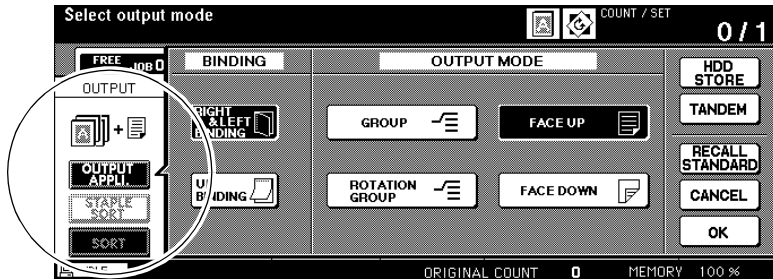 Select output mode
COUNT / SET
0 / 1
FREE JOB 0
BINDING
OUTPUT MODE
HDD
STORE
OUTPUT
RIGHT
&LEFT
BINDING
GROUP
FACE UP
TANDEM
RECALL
STANDARD
OUTPUT
APPLI.
STAPLE
SORT
SORT
BINDING
ROTATION
GROUP
FACE DOWN
CANCEL
OK
ORIGINAL COUNT 0
MEMORY 100 %